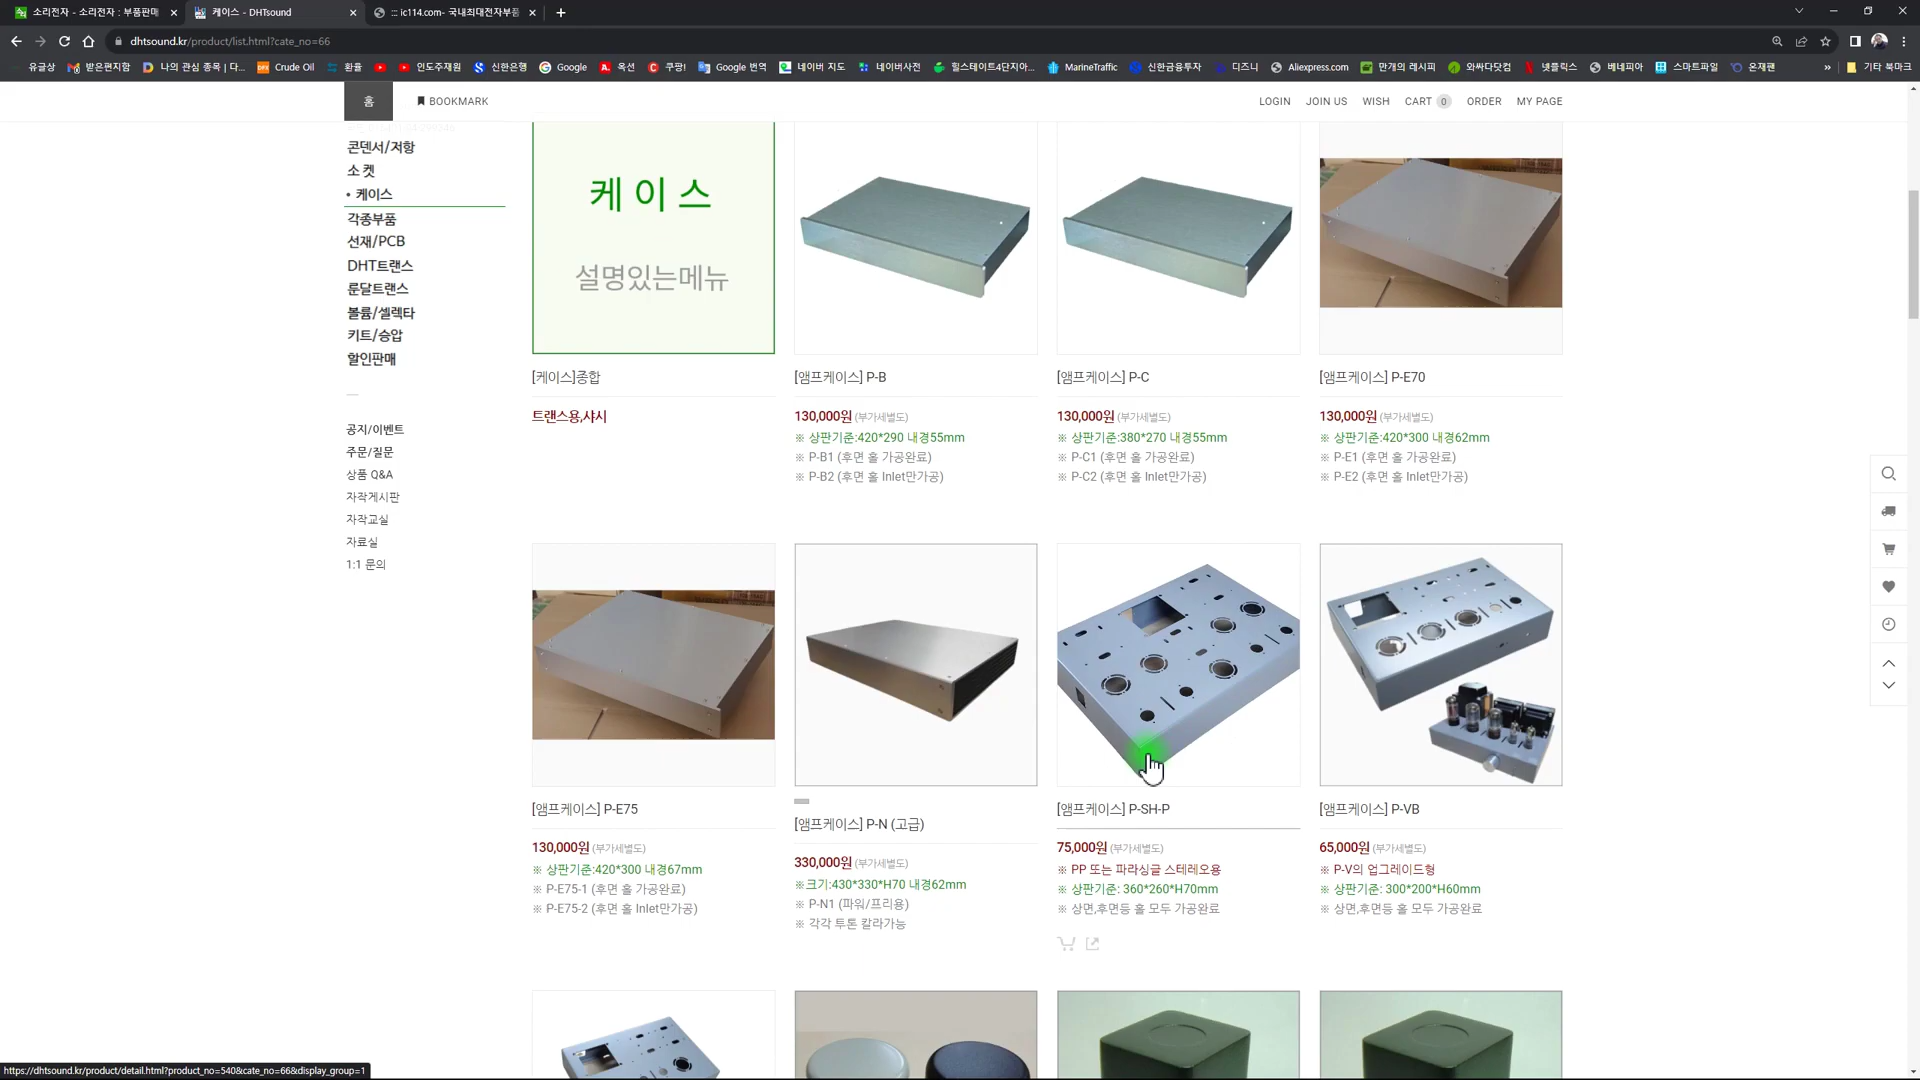 소리전자 - 소리전자 : 부품판매
케이스 - DHTsound
::: ic114.com- 국내최대전자부품
dhtsound.kr/product/list.html?cate_no=66
유글상
받은편지함
나의 관심 종목 | 다...
Crude Oil
환율
인도주재원
신한은행
Google
옥션
쿠팡!
Google 번역
네이버 지도
네이버사전
힐스테이트4단지아...
MarineTraffic
신한금융투자
디즈니
Aliexpress.com
만개의 레시피
와싸다닷컴
넷플릭스
베네피아
스마트파일
온재팬
»
기타 북마크
홈
BOOKMARK
LOGIN
JOIN US
WISH
CART 0
ORDER
MY PAGE
콘덴서/저항
소 켓
• 케이스
각종부품
선재/PCB
DHT트랜스
룬달트랜스
볼륨/셀렉타
키트/승압
할인판매
공지/이벤트
주문/질문
상품 Q&A
자작게시판
자작교실
자료실
1:1 문의
케 이 스
설명있는메뉴
[케이스]종합
트랜스용,샤시
[앰프케이스] P-B
130,000원 (부가세별도)
※ 상판기준:420*290 내경55mm
※ P-B1 (후면 홀 가공완료)
※ P-B2 (후면 홀 Inlet만가공)
[앰프케이스] P-C
130,000원 (부가세별도)
※ 상판기준:380*270 내경55mm
※ P-C1 (후면 홀 가공완료)
※ P-C2 (후면 홀 Inlet만가공)
[앰프케이스] P-E70
130,000원 (부가세별도)
※ 상판기준:420*300 내경62mm
※ P-E1 (후면 홀 가공완료)
※ P-E2 (후면 홀 Inlet만가공)
[앰프케이스] P-E75
130,000원 (부가세별도)
※ 상판기준:420*300 내경67mm
※ P-E75-1 (후면 홀 가공완료)
※ P-E75-2 (후면 홀 Inlet만가공)
[앰프케이스] P-N (고급)
330,000원 (부가세별도)
※크기:430*330*H70 내경62mm
※ P-N1 (파워/프리용)
※ 각각 투톤 칼라가능
[앰프케이스] P-SH-P
75,000원 (부가세별도)
※ PP 또는 파라싱글 스테레오용
※ 상판기준: 360*260*H70mm
※ 상면,후면등 홀 모두 가공완료
[앰프케이스] P-VB
65,000원 (부가세별도)
※ P-V의 업그레이드형
※ 상판기준: 300*200*H60mm
※ 상면,후면등 홀 모두 가공완료
https://dhtsound.kr/product/detail.html?product_no=540&cate_no=66&display_group=1